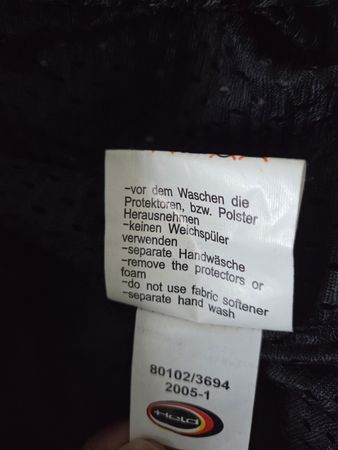 -vor dem Waschen die
Protektoren, bzw. Polster
Herausnehmen
-keinen Weichspüler
verwenden
-separate Handwäsche
-remove the protectors or
foam
-do not use fabric softener
-separate hand wash
80102/3694
2005-1
Held